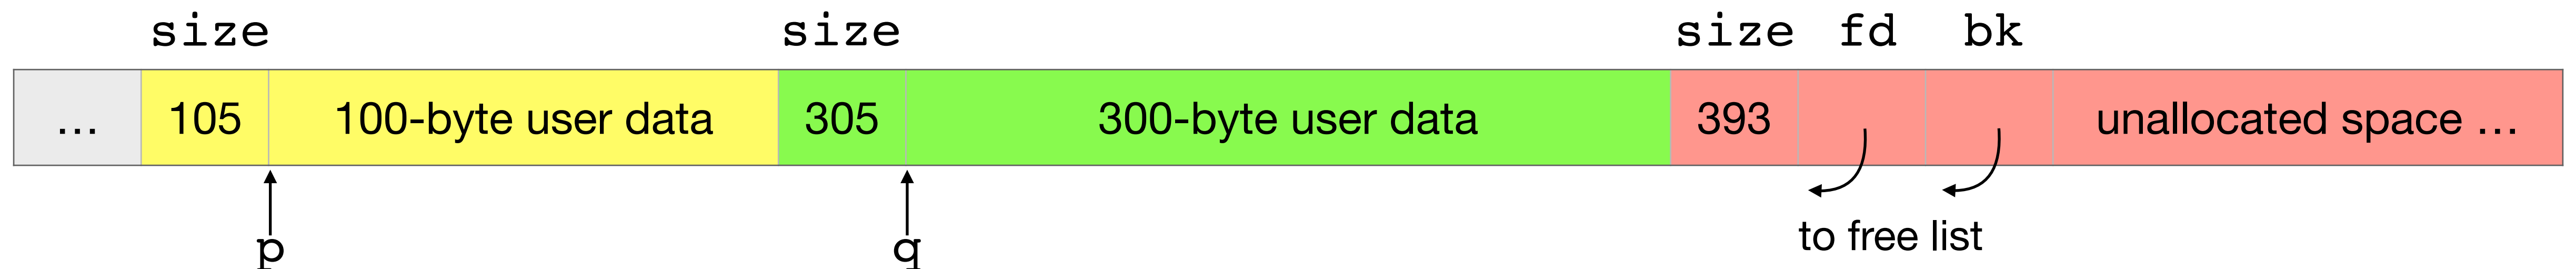 size size size fd bk
... 105 100-byte user data 305 300-byte user data 393 unallocated space ...
p q to free list